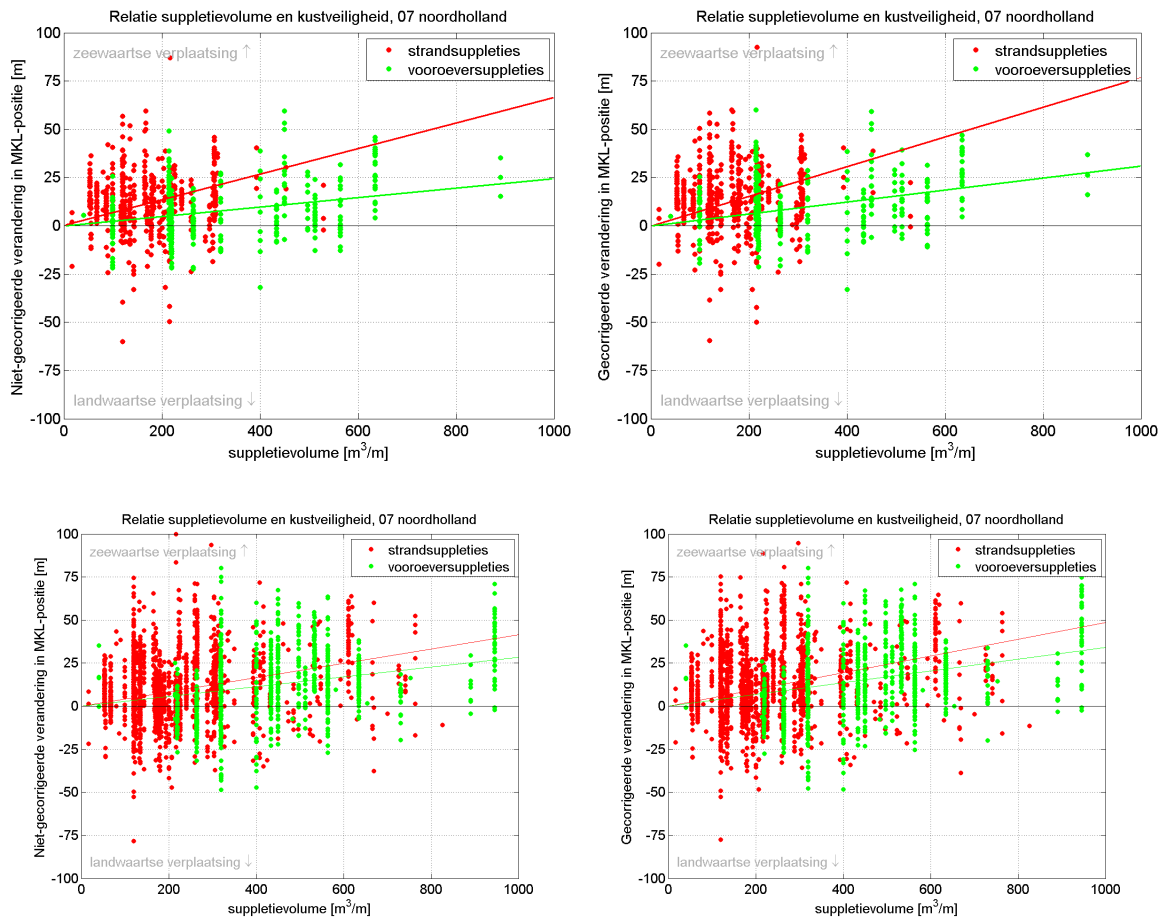 Relatie suppletievolume en kustveiligheid, 07 noordholland
Niet-gecorrigeerde verandering in MKL-positie [m]
100
75
50
25
0
-25
-50
-75
-100
zeewaartse verplaatsing ↑
strandsuppleties
vooroeversuppleties
landwaartse verplaatsing ↓
0 200 400 600 800 1000
suppletievolume [m³/m]
Relatie suppletievolume en kustveiligheid, 07 noordholland
Gecorrigeerde verandering in MKL-positie [m]
100
75
50
25
0
-25
-50
-75
-100
zeewaartse verplaatsing ↑
strandsuppleties
vooroeversuppleties
landwaartse verplaatsing ↓
0 200 400 600 800 1000
suppletievolume [m³/m]
Relatie suppletievolume en kustveiligheid, 07 noordholland
Niet-gecorrigeerde verandering in MKL-positie [m]
100
75
50
25
0
-25
-50
-75
-100
zeewaartse verplaatsing ↑
strandsuppleties
vooroeversuppleties
landwaartse verplaatsing ↓
0 200 400 600 800 1000
suppletievolume [m³/m]
Relatie suppletievolume en kustveiligheid, 07 noordholland
Gecorrigeerde verandering in MKL-positie [m]
100
75
50
25
0
-25
-50
-75
-100
zeewaartse verplaatsing ↑
strandsuppleties
vooroeversuppleties
landwaartse verplaatsing ↓
0 200 400 600 800 1000
suppletievolume [m³/m]